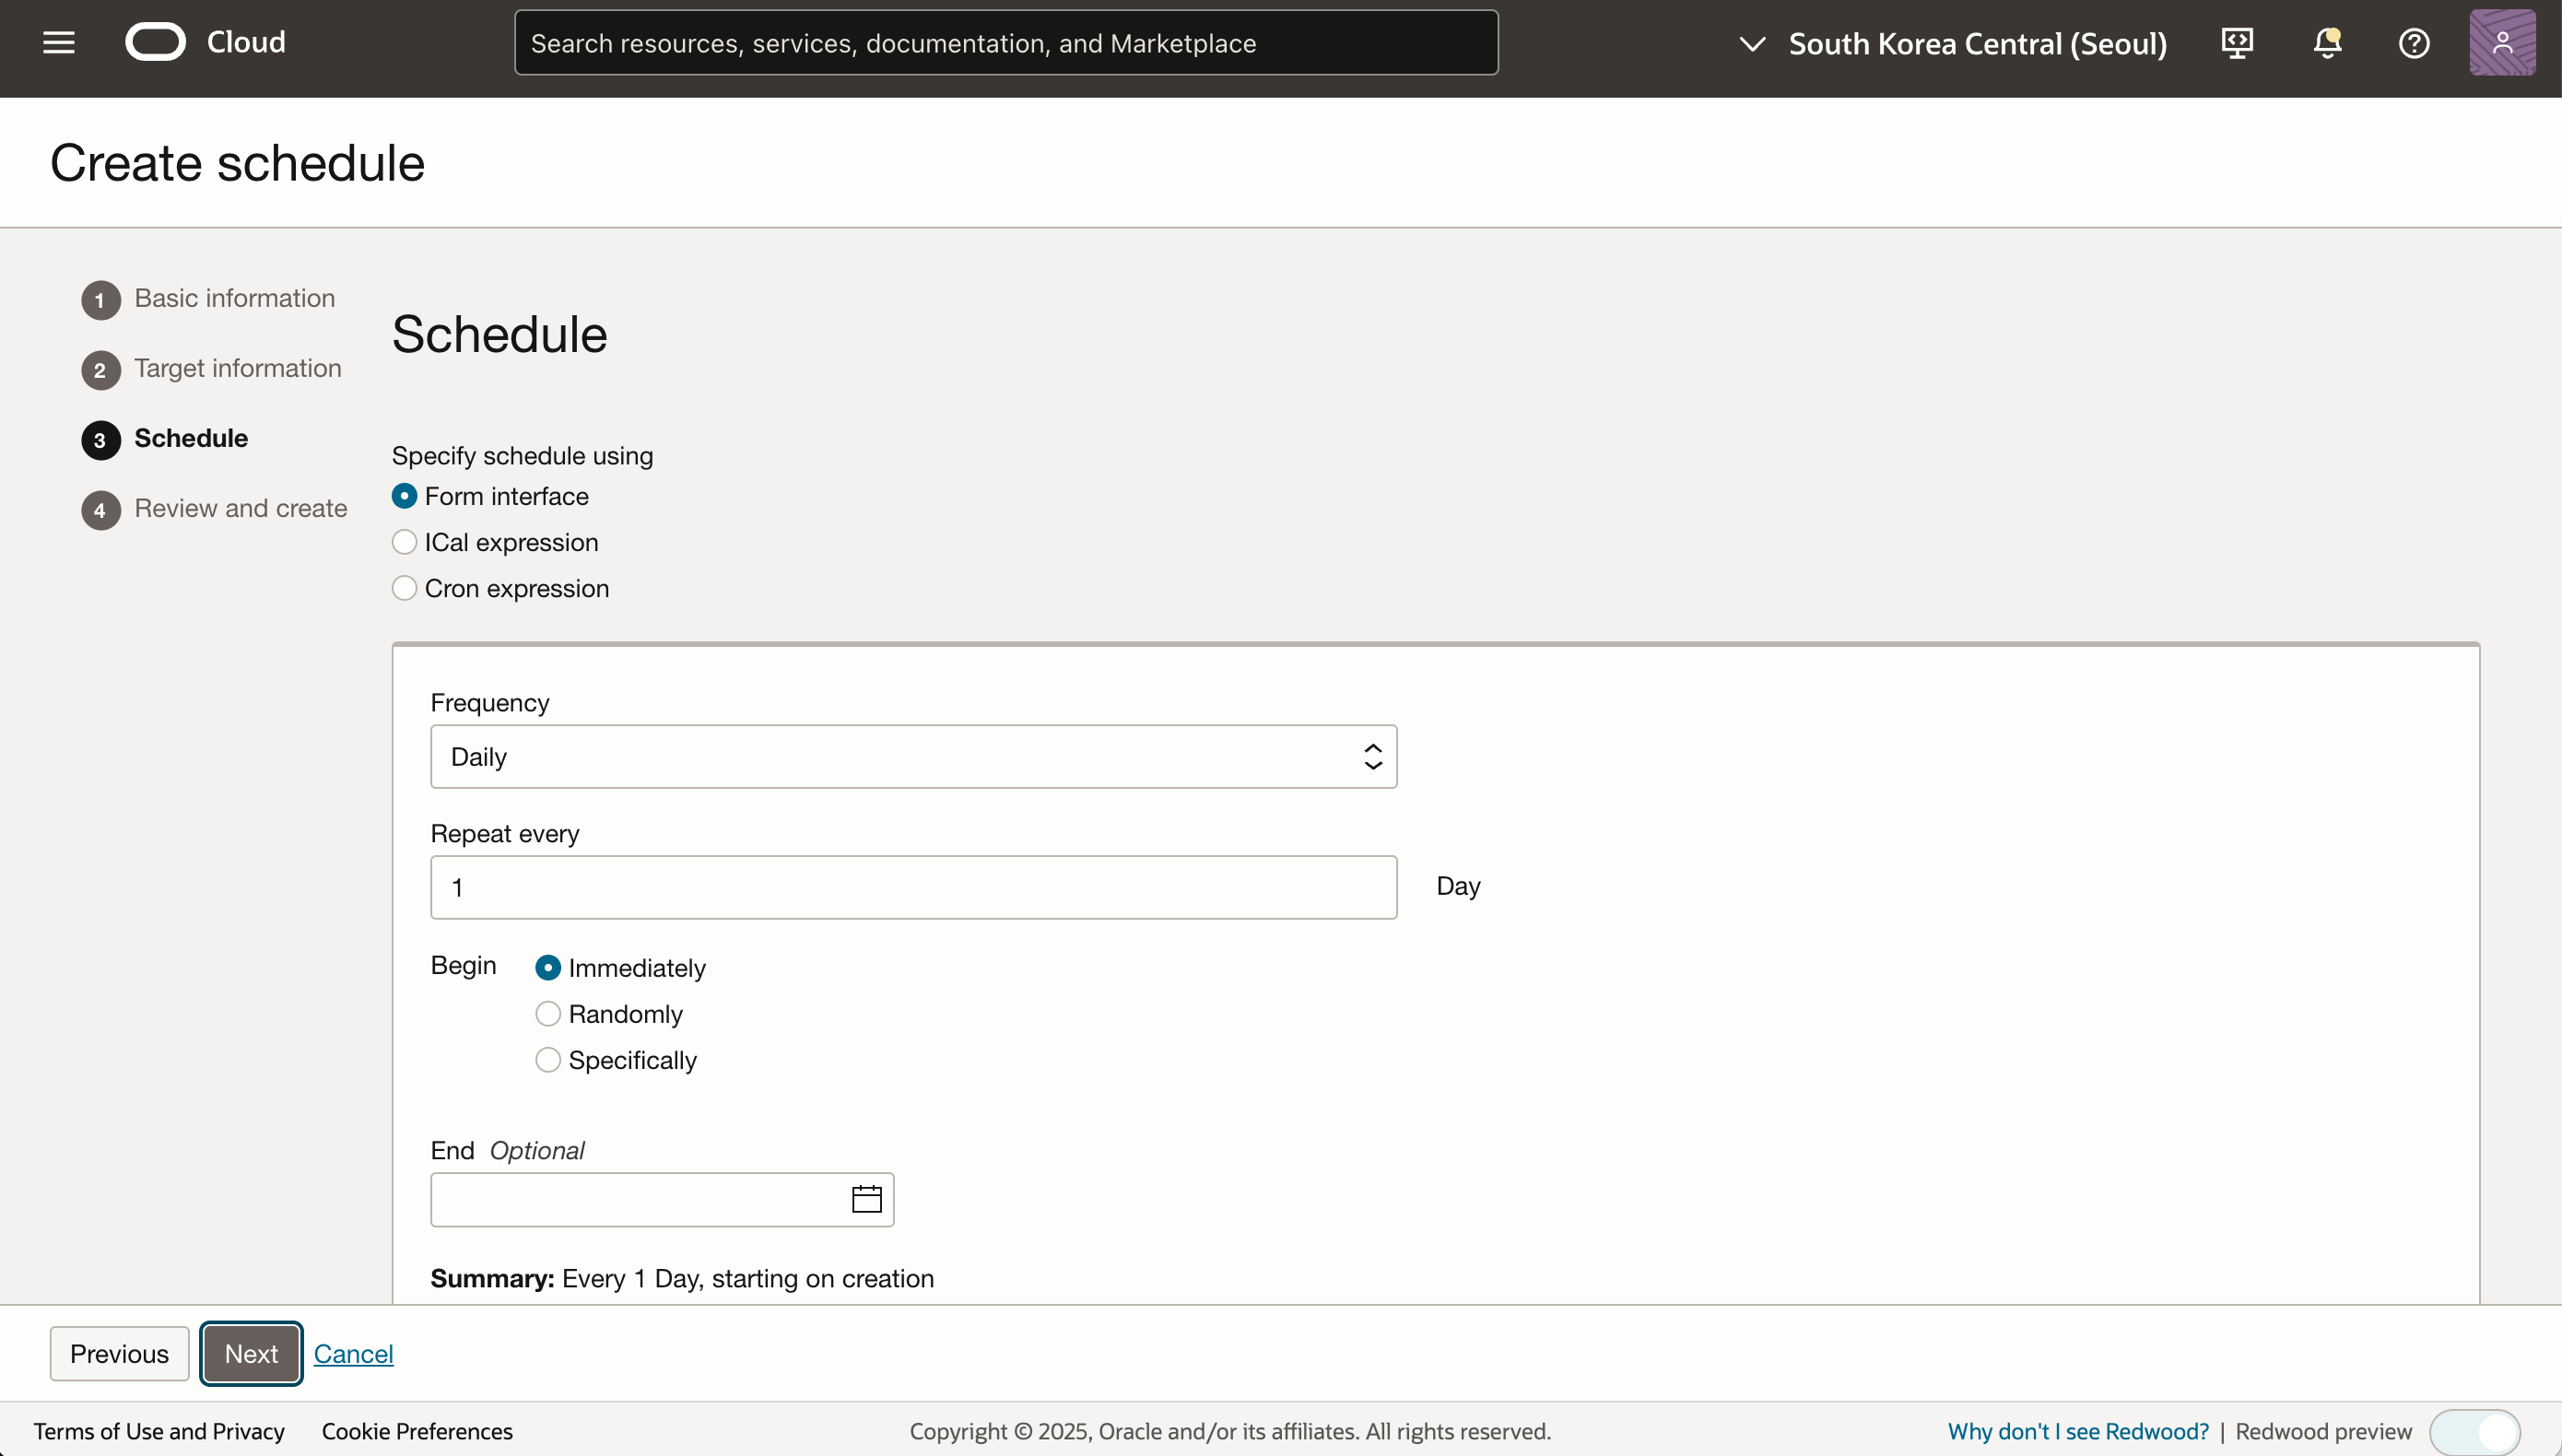 Cloud
Search resources, services, documentation, and Marketplace
South Korea Central (Seoul)
Create schedule
1 Basic information
2 Target information
3 Schedule
4 Review and create
Schedule
Specify schedule using
Form interface
ICal expression
Cron expression
Frequency
Daily
Repeat every
1 Day
Begin
Immediately
Randomly
Specifically
End Optional
Summary: Every 1 Day, starting on creation
Previous Next Cancel
Terms of Use and Privacy Cookie Preferences Copyright © 2025, Oracle and/or its affiliates. All rights reserved. Why don't I see Redwood? | Redwood preview